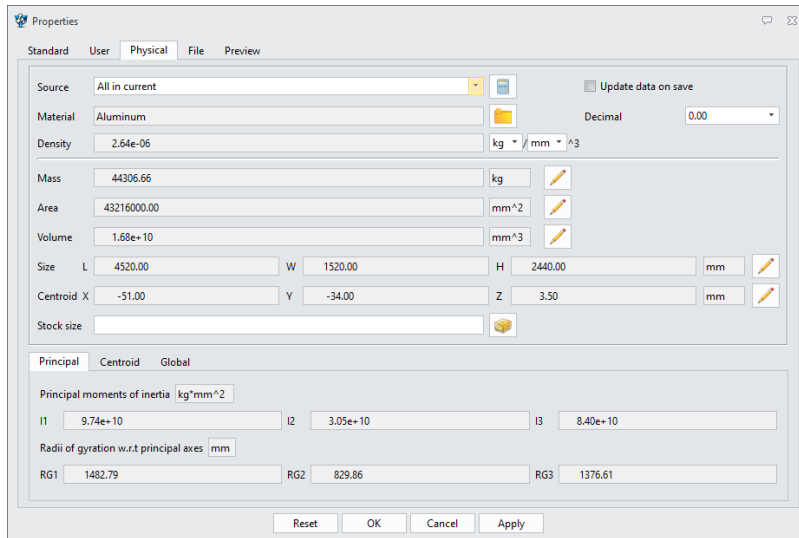 Properties
Standard User Physical File Preview
Source All in current Update data on save
Material Aluminum Decimal 0.00
Density 2.64e-06 kg / mm ^3
Mass 44306.66 kg
Area 43216000.00 mm^2
Volume 1.68e+10 mm^3
Size L 4520.00 W 1520.00 H 2440.00 mm
Centroid X -51.00 Y -34.00 Z 3.50 mm
Stock size
Principal Centroid Global
Principal moments of inertia kg*mm^2
I1 9.74e+10 I2 3.05e+10 I3 8.40e+10
Radii of gyration w.r.t principal axes mm
RG1 1482.79 RG2 829.86 RG3 1376.61
Reset OK Cancel Apply